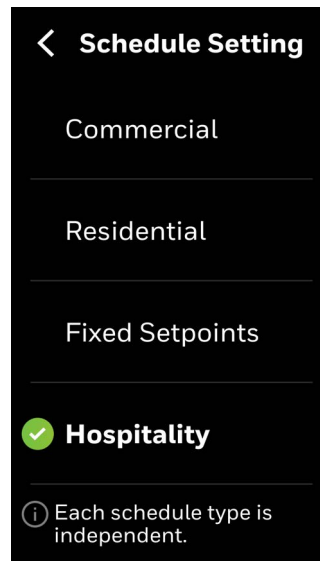 Schedule Setting
Commercial
Residential
Fixed Setpoints
Hospitality
Each schedule type is
independent.